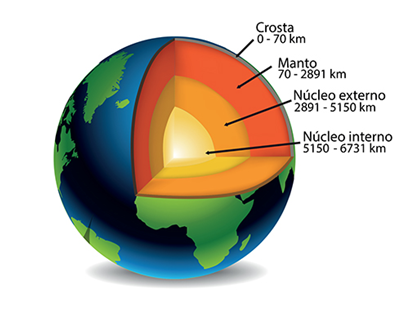 Crosta
0 - 70 km
Manto
70 - 2891 km
Núcleo externo
2891 - 5150 km
Núcleo interno
5150 - 6731 km